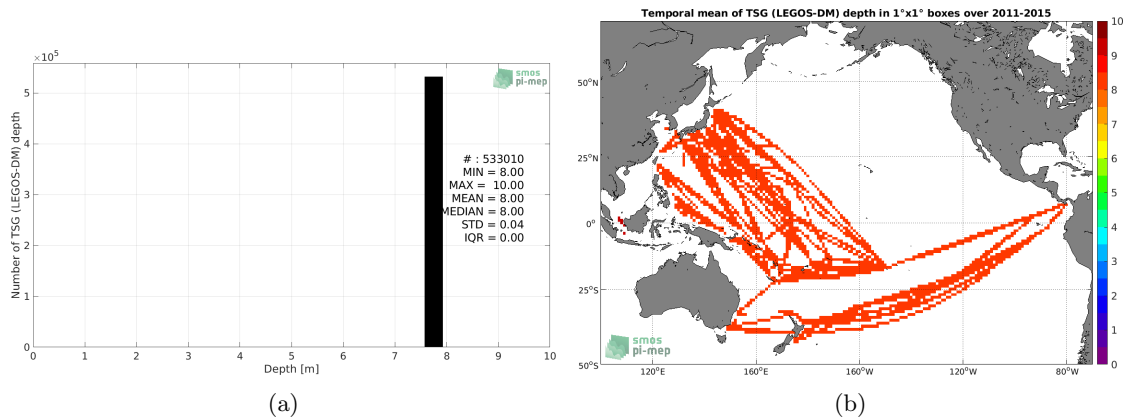 ×10^5
Number of TSG (LEGOS-DM) depth
5
4
3
2
1
0
smos
pi-mep
# : 533010
MIN = 8.00
MAX = 10.00
MEAN = 8.00
MEDIAN = 8.00
STD = 0.04
IQR = 0.00
0 1 2 3 4 5 6 7 8 9 10
Depth [m]
(a)
Temporal mean of TSG (LEGOS-DM) depth in 1°x1° boxes over 2011-2015
50°N
25°N
0°
25°S
50°S
smos
pi-mep
120°E 160°E 160°W 120°W 80°W
10
9
8
7
6
5
4
3
2
1
0
(b)